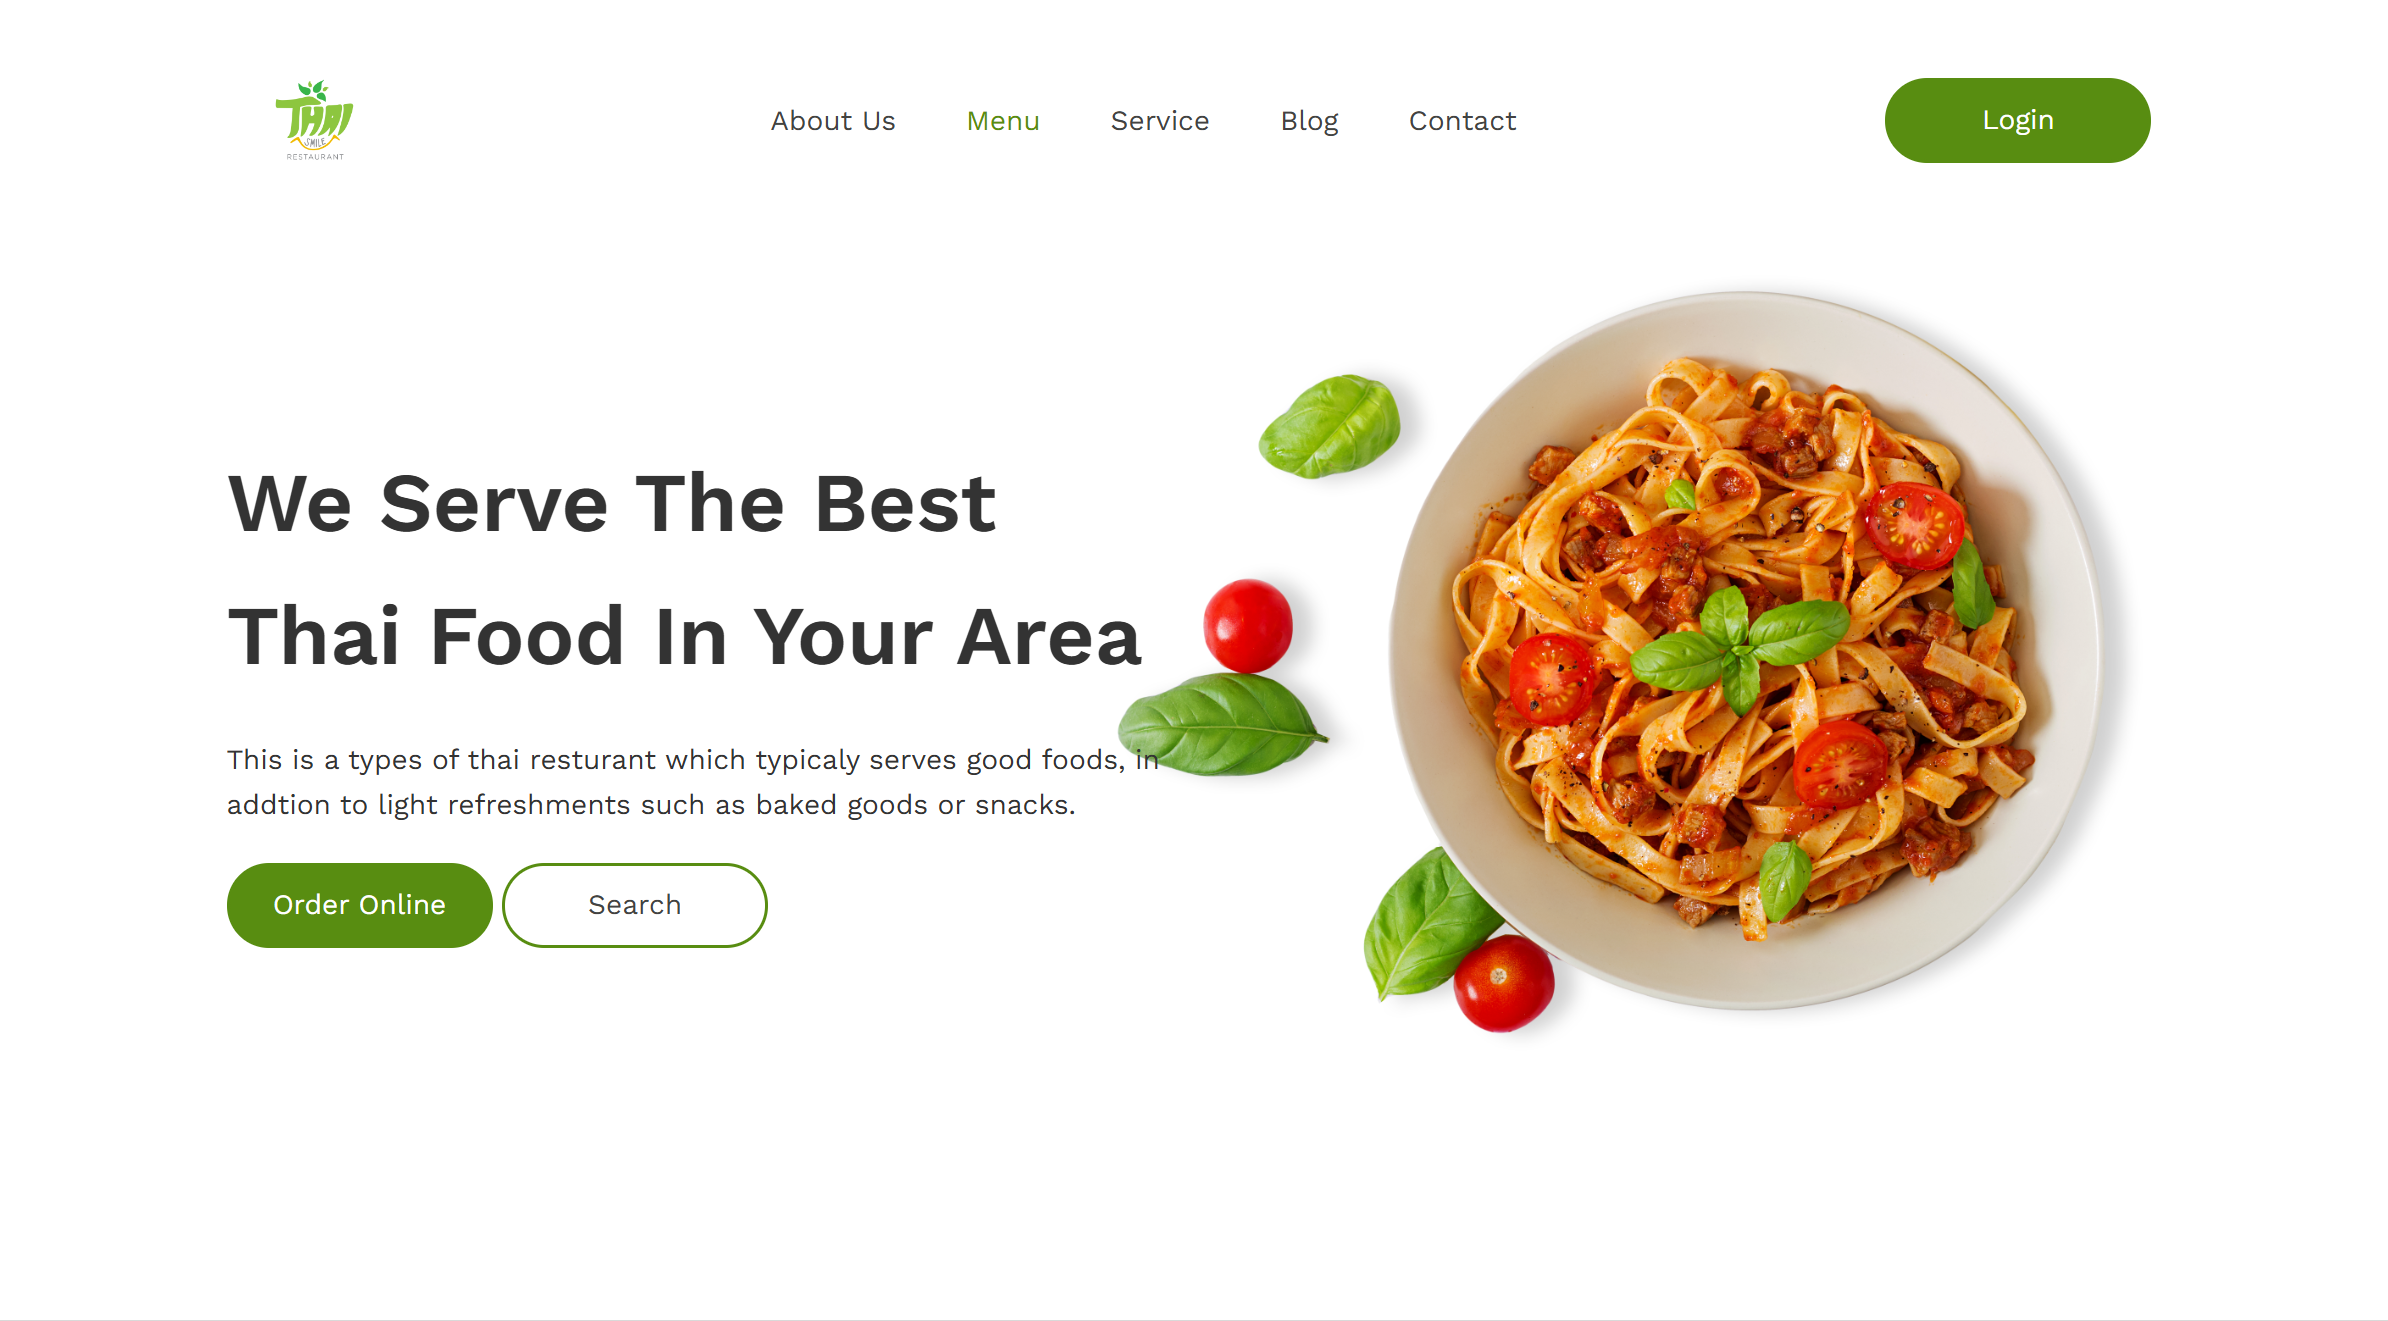 THAI
SMILE
RESTAURANT
About Us
Menu
Service
Blog
Contact
Login
We Serve The Best
Thai Food In Your Area
This is a types of thai resturant which typicaly serves good foods, in
addtion to light refreshments such as baked goods or snacks.
Order Online
Search